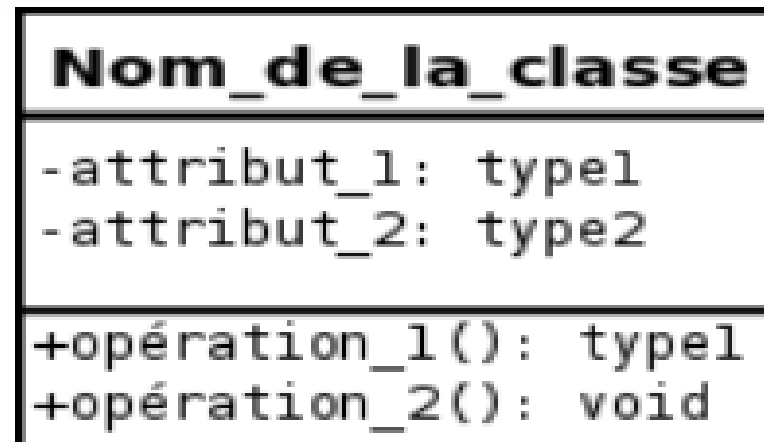 Nom_de_la_classe
-attribut_1: type1
-attribut_2: type2
+opération_1(): type1
+opération_2(): void